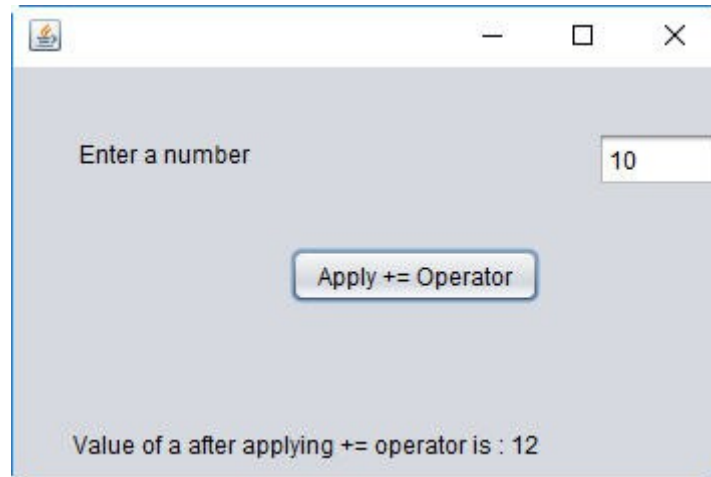 Enter a number
10
Apply += Operator
Value of a after applying += operator is : 12